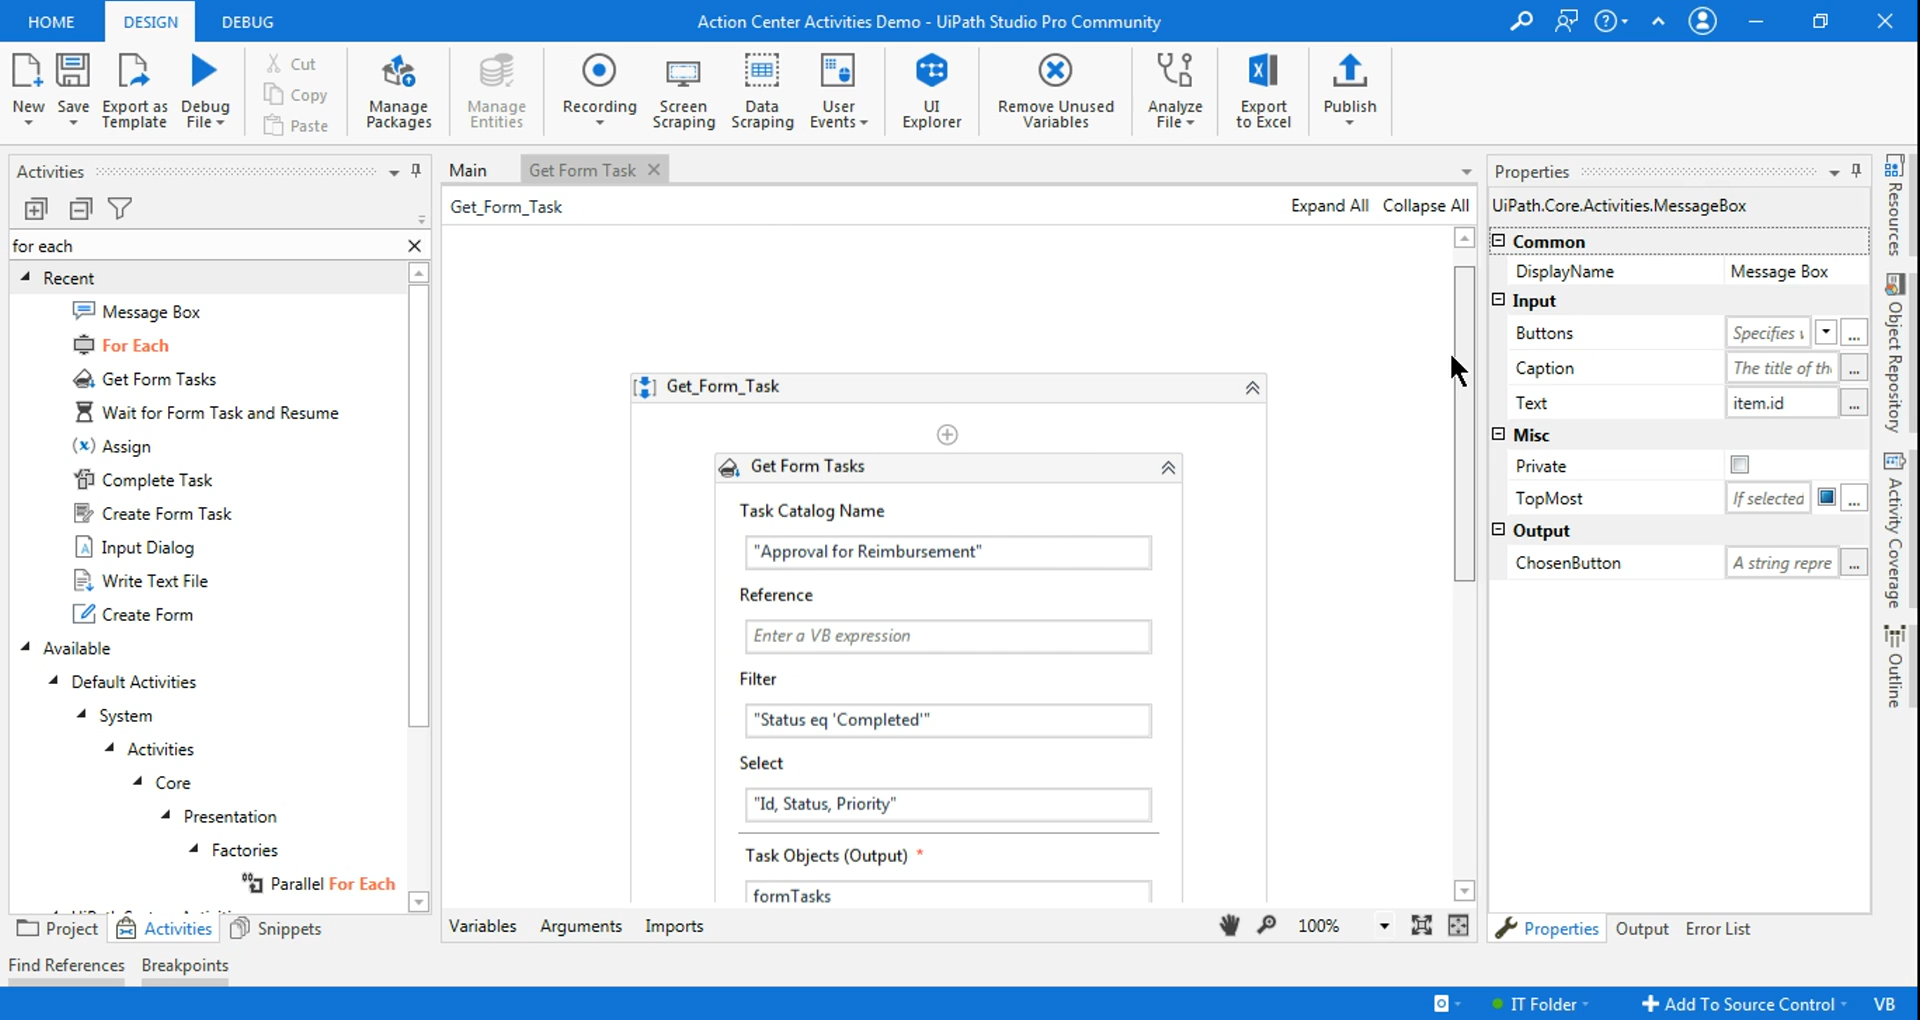 HOME DESIGN DEBUG
Action Center Activities Demo - UiPath Studio Pro Community
New Save Export as Template Debug File
Cut
Copy
Paste
Manage Packages
Manage Entities
Recording
Screen Scraping
Data Scraping
User Events
UI Explorer
Remove Unused Variables
Analyze File
Export to Excel
Publish
Activities
for each
Recent
Message Box
For Each
Get Form Tasks
Wait for Form Task and Resume
Assign
Complete Task
Create Form Task
Input Dialog
Write Text File
Create Form
Available
Default Activities
System
Activities
Core
Presentation
Factories
Parallel For Each
Project Activities Snippets
Find References Breakpoints
Main Get Form Task
Get_Form_Task Expand All Collapse All
Get_Form_Task
Get Form Tasks
Task Catalog Name
"Approval for Reimbursement"
Reference
Enter a VB expression
Filter
"Status eq 'Completed'"
Select
"Id, Status, Priority"
Task Objects (Output) *
formTasks
Variables Arguments Imports 100%
Properties
UiPath.Core.Activities.MessageBox
Common
DisplayName Message Box
Input
Buttons Specifies ...
Caption The title of th ...
Text item.id ...
Misc
Private
TopMost If selected ...
Output
ChosenButton A string repre ...
Properties Output Error List
Resources
Object Repository
Activity Coverage
Outline
IT Folder Add To Source Control VB